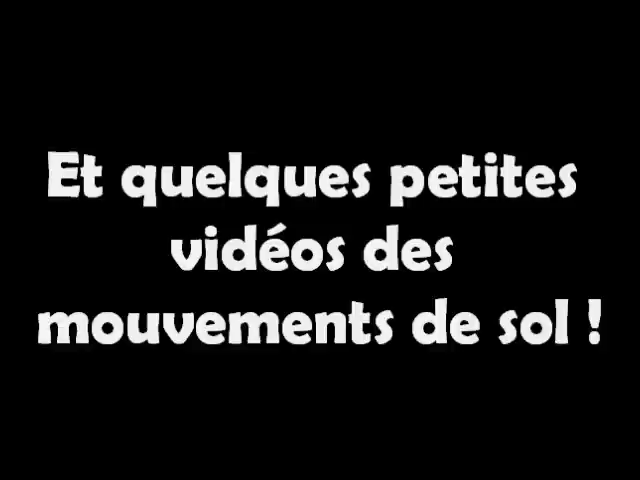 Et quelques petites
vidéos des
mouvements de sol !